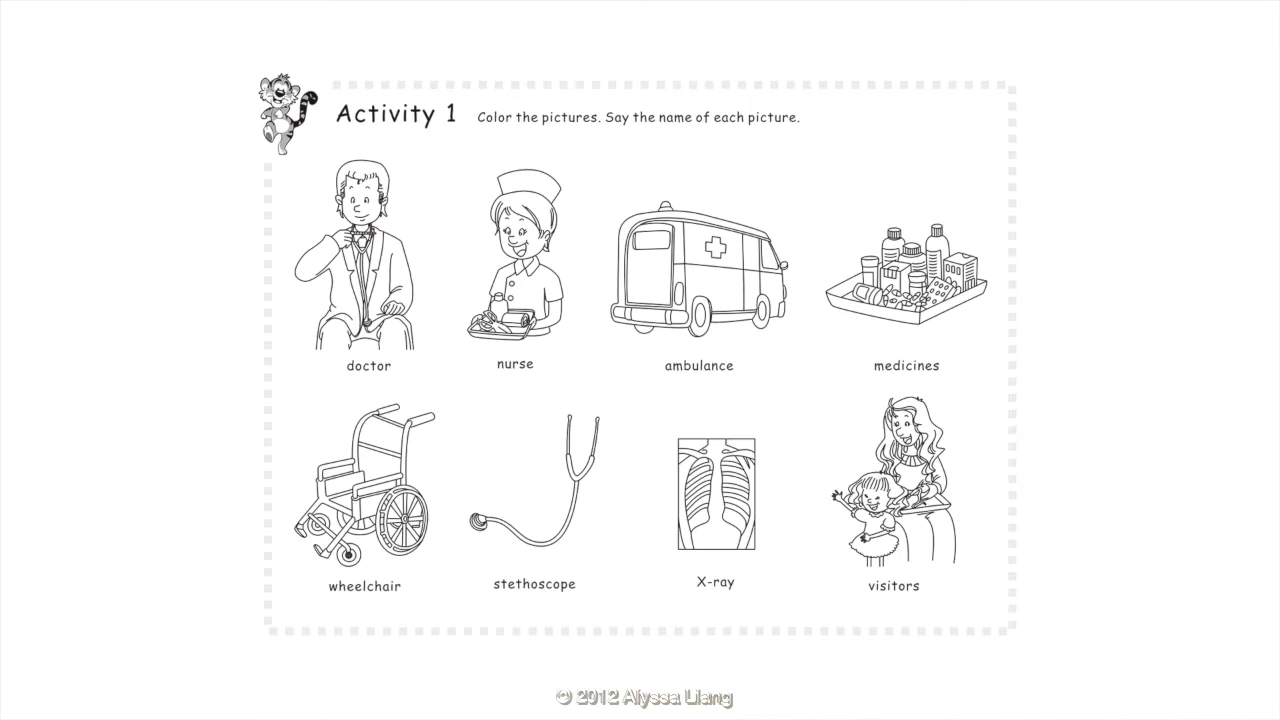 Activity 1 Color the pictures. Say the name of each picture.
doctor nurse ambulance medicines
wheelchair stethoscope X-ray visitors
© 2012 Alyssa Liang